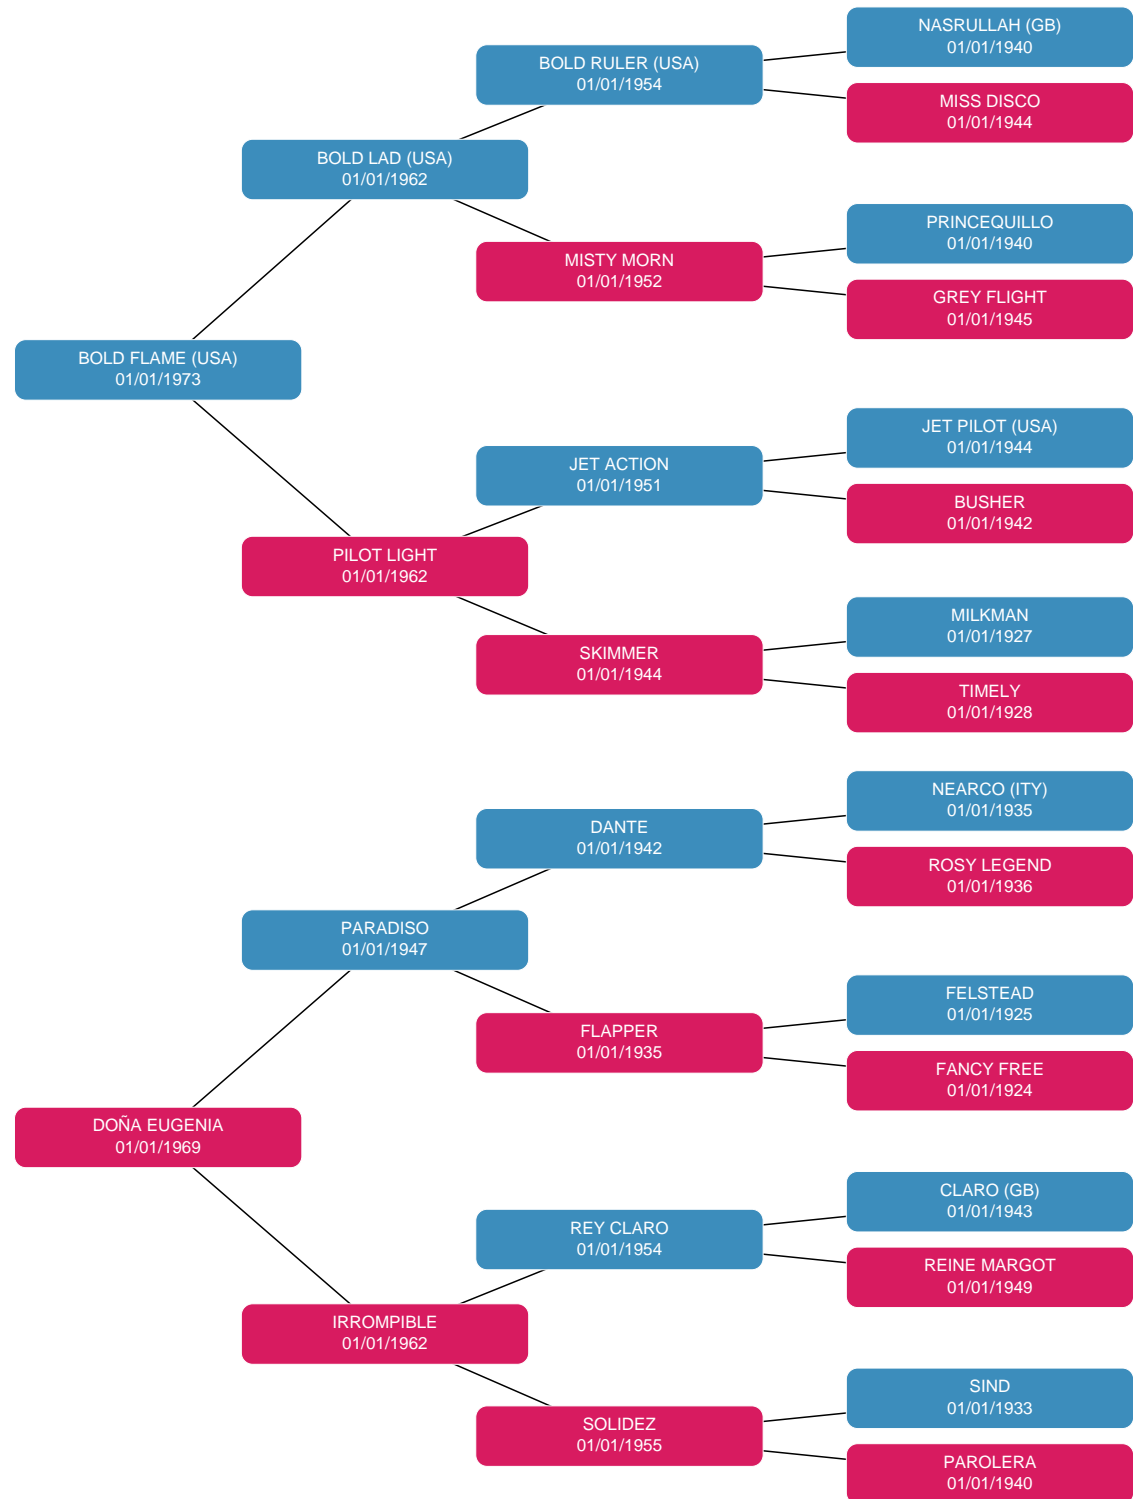 NASRULLAH (GB)
01/01/1940
BOLD RULER (USA)
01/01/1954
MISS DISCO
01/01/1944
BOLD LAD (USA)
01/01/1962
PRINCEQUILLO
01/01/1940
MISTY MORN
01/01/1952
GREY FLIGHT
01/01/1945
BOLD FLAME (USA)
01/01/1973
JET PILOT (USA)
01/01/1944
JET ACTION
01/01/1951
BUSHER
01/01/1942
PILOT LIGHT
01/01/1962
MILKMAN
01/01/1927
SKIMMER
01/01/1944
TIMELY
01/01/1928
NEARCO (ITY)
01/01/1935
DANTE
01/01/1942
ROSY LEGEND
01/01/1936
PARADISO
01/01/1947
FELSTEAD
01/01/1925
FLAPPER
01/01/1935
FANCY FREE
01/01/1924
DOÑA EUGENIA
01/01/1969
CLARO (GB)
01/01/1943
REY CLARO
01/01/1954
REINE MARGOT
01/01/1949
IRROMPIBLE
01/01/1962
SIND
01/01/1933
SOLIDEZ
01/01/1955
PAROLERA
01/01/1940